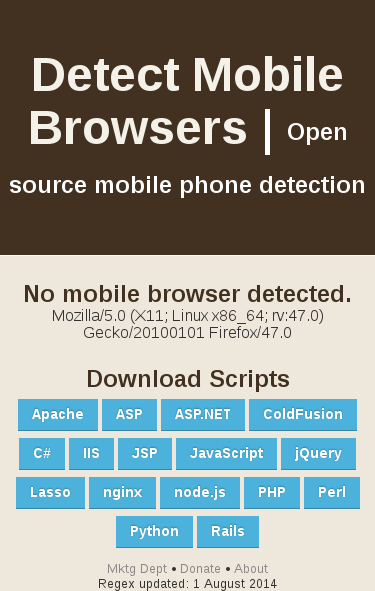 Detect Mobile
Browsers | Open
source mobile phone detection
No mobile browser detected.
Mozilla/5.0 (X11; Linux x86_64; rv:47.0)
Gecko/20100101 Firefox/47.0
Download Scripts
Apache ASP ASP.NET ColdFusion
C# IIS JSP JavaScript jQuery
Lasso nginx node.js PHP Perl
Python Rails
Mktg Dept • Donate • About
Regex updated: 1 August 2014